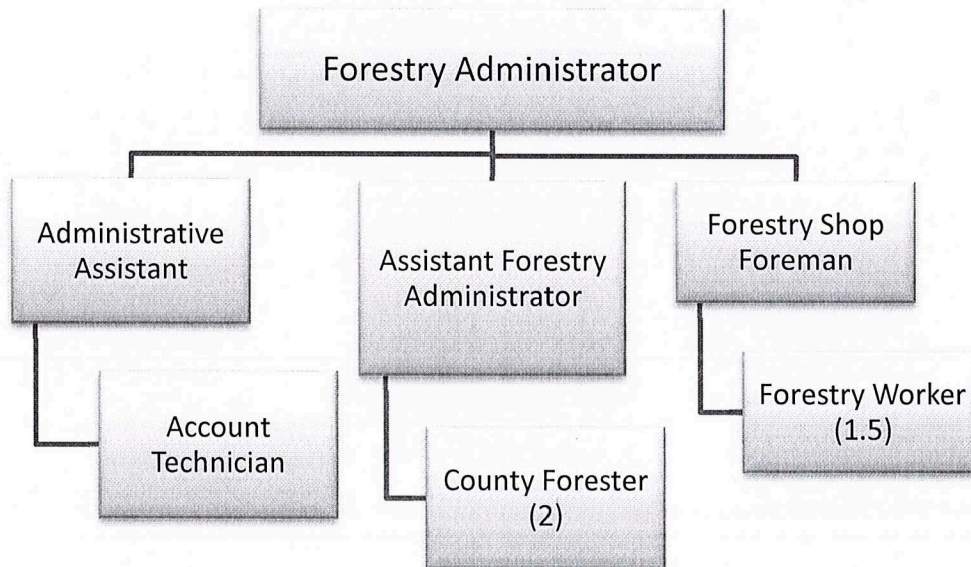 Forestry Administrator
Administrative
Assistant
Assistant Forestry
Administrator
Forestry Shop
Foreman
Account
Technician
County Forester
(2)
Forestry Worker
(1.5)